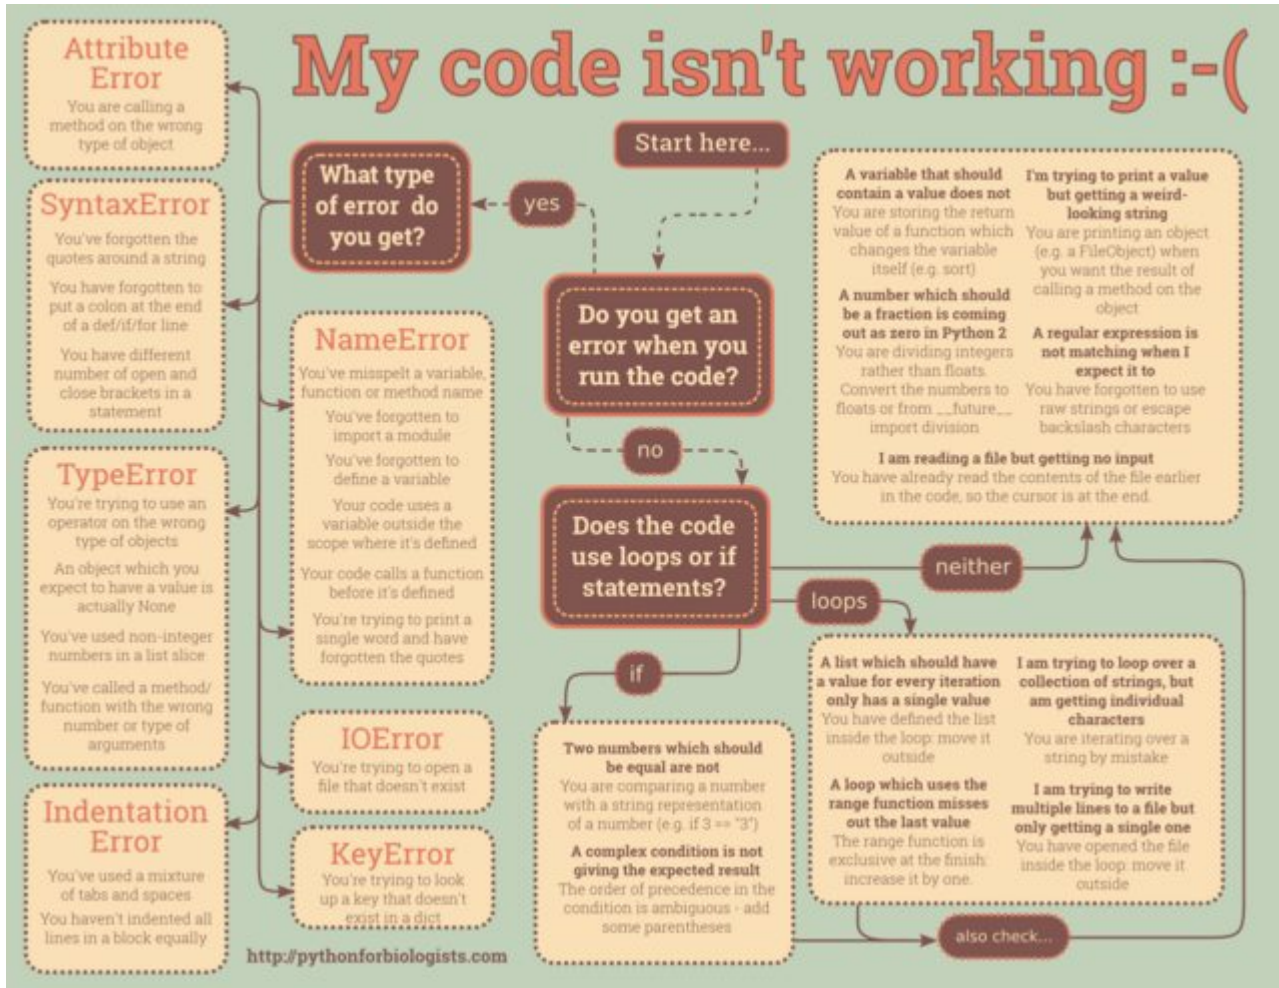 My code isn't working :-(
Start here...
Do you get an
error when you
run the code?
yes
What type
of error do
you get?
Attribute
Error
You are calling a
method on the wrong
type of object
SyntaxError
You've forgotten the
quotes around a string
You have forgotten to
put a colon at the end
of a def/if/for line
You have different
number of open and
close brackets in a
statement
TypeError
You're trying to use an
operator on the wrong
type of objects
An object which you
expect to have a value is
actually None
You've used non-integer
numbers in a list slice
You've called a method/
function with the wrong
number or type of
arguments
Indentation
Error
You've used a mixture
of tabs and spaces
You haven't indented all
lines in a block equally
NameError
You've misspelt a variable,
function or method name
You've forgotten to
import a module
You've forgotten to
define a variable
Your code uses a
variable outside the
scope where it's defined
Your code calls a function
before it's defined
You're trying to print a
single word and have
forgotten the quotes
IOError
You're trying to open a
file that doesn't exist
KeyError
You're trying to look
up a key that doesn't
exist in a dict
http://pythonforbiologists.com
no
Does the code
use loops or if
statements?
neither
loops
if
Two numbers which should
be equal are not
You are comparing a number
with a string representation
of a number (e.g. if 3 == "3")
A complex condition is not
giving the expected result
The order of precedence in the
condition is ambiguous - add
some parentheses
A list which should have
a value for every iteration
only has a single value
You have defined the list
inside the loop: move it
outside
A loop which uses the
range function misses
out the last value
The range function is
exclusive at the finish:
increase it by one.
I am trying to loop over a
collection of strings, but
am getting individual
characters
You are iterating over a
string by mistake
I am trying to write
multiple lines to a file but
only getting a single one
You have opened the file
inside the loop: move it
outside
also check...
A variable that should
contain a value does not
You are storing the return
value of a function which
changes the variable
itself (e.g. sort)
A number which should
be a fraction is coming
out as zero in Python 2
You are dividing integers
rather than floats.
Convert the numbers to
floats or from __future__
import division
I'm trying to print a value
but getting a weird-
looking string
You are printing an object
(e.g. a FileObject) when
you want the result of
calling a method on the
object
A regular expression is
not matching when I
expect it to
You have forgotten to use
raw strings or escape
backslash characters
I am reading a file but getting no input
You have already read the contents of the file earlier
in the code, so the cursor is at the end.